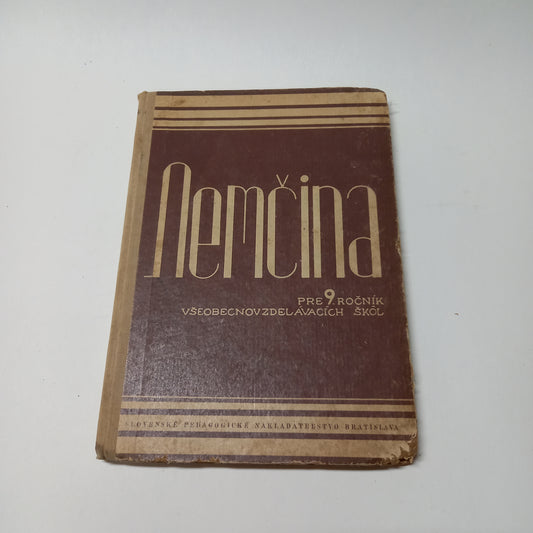 Nemčina
PRE 9. ROČNÍK
VŠEOBECNOVZDELÁVACÍCH ŠKÔL
SLOVENSKÉ PEDAGOGICKÉ NAKLADATEĽSTVO BRATISLAVA